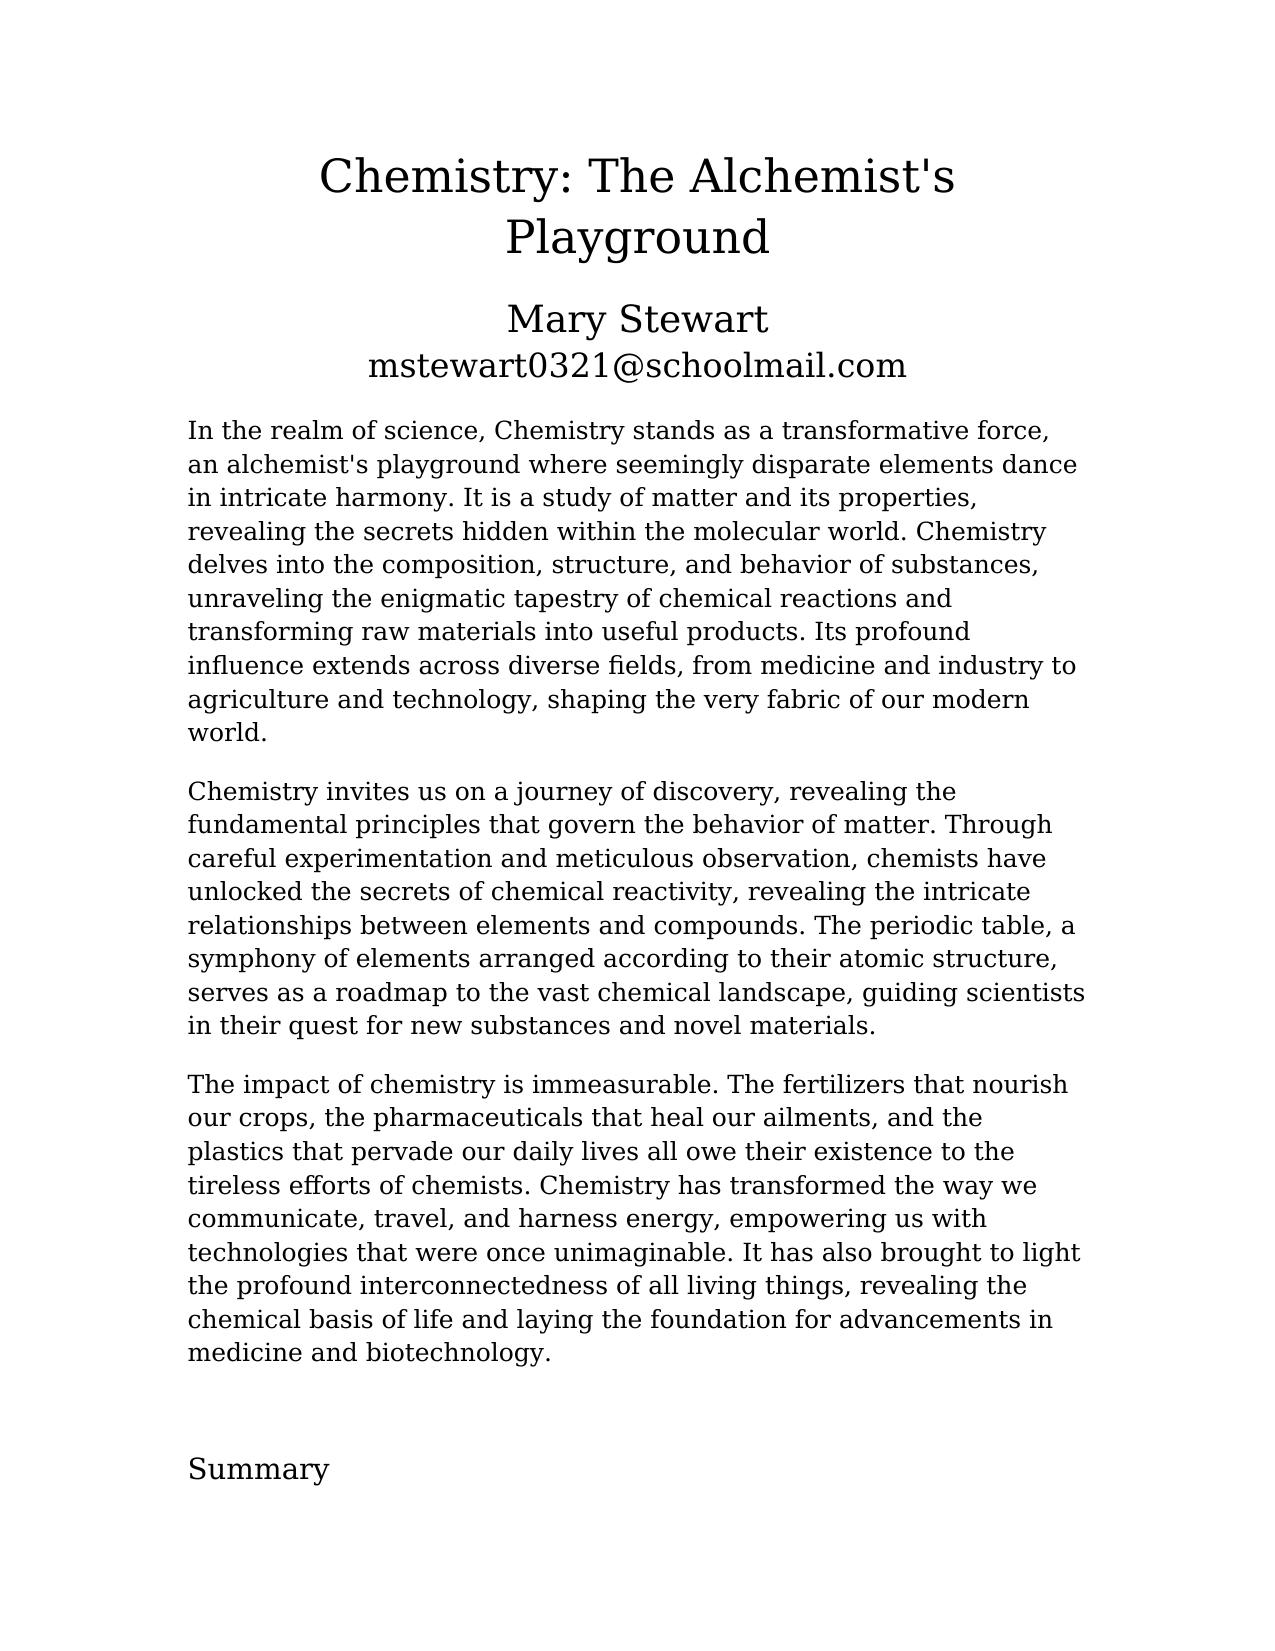 Chemistry: The Alchemist's
Playground
Mary Stewart
mstewart0321@schoolmail.com
In the realm of science, Chemistry stands as a transformative force,
an alchemist's playground where seemingly disparate elements dance
in intricate harmony. It is a study of matter and its properties,
revealing the secrets hidden within the molecular world. Chemistry
delves into the composition, structure, and behavior of substances,
unraveling the enigmatic tapestry of chemical reactions and
transforming raw materials into useful products. Its profound
influence extends across diverse fields, from medicine and industry to
agriculture and technology, shaping the very fabric of our modern
world.
Chemistry invites us on a journey of discovery, revealing the
fundamental principles that govern the behavior of matter. Through
careful experimentation and meticulous observation, chemists have
unlocked the secrets of chemical reactivity, revealing the intricate
relationships between elements and compounds. The periodic table, a
symphony of elements arranged according to their atomic structure,
serves as a roadmap to the vast chemical landscape, guiding scientists
in their quest for new substances and novel materials.
The impact of chemistry is immeasurable. The fertilizers that nourish
our crops, the pharmaceuticals that heal our ailments, and the
plastics that pervade our daily lives all owe their existence to the
tireless efforts of chemists. Chemistry has transformed the way we
communicate, travel, and harness energy, empowering us with
technologies that were once unimaginable. It has also brought to light
the profound interconnectedness of all living things, revealing the
chemical basis of life and laying the foundation for advancements in
medicine and biotechnology.
Summary